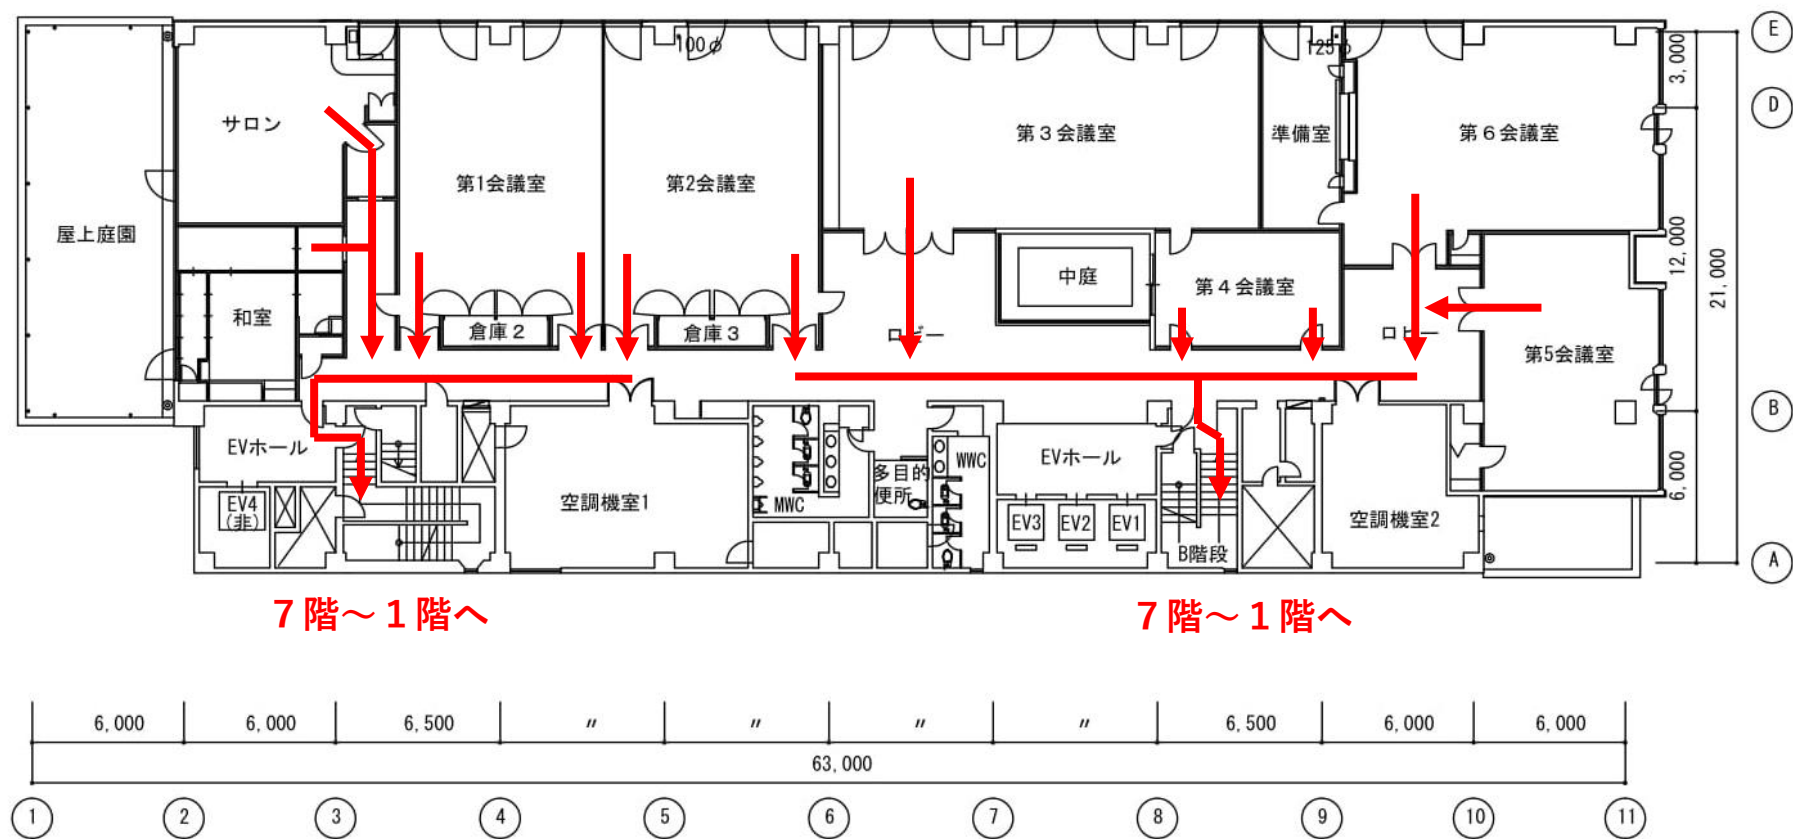 100φ
125φ
E
3,000
D
サロン
第3会議室
準備室
第6会議室
第1会議室
第2会議室
屋上庭園
12,000
21,000
中庭
第4会議室
和室
倉庫2
倉庫3
ロビー
ロビー
第5会議室
B
EVホール
EVホール
多目的
便所
WWC
6,000
EV4
(非)
空調機室1
MWC
EV3
EV2
EV1
空調機室2
B階段
A
7階～1階へ
7階～1階へ
6,000
6,000
6,500
〃
〃
〃
〃
6,500
6,000
6,000
63,000
1
2
3
4
5
6
7
8
9
10
11